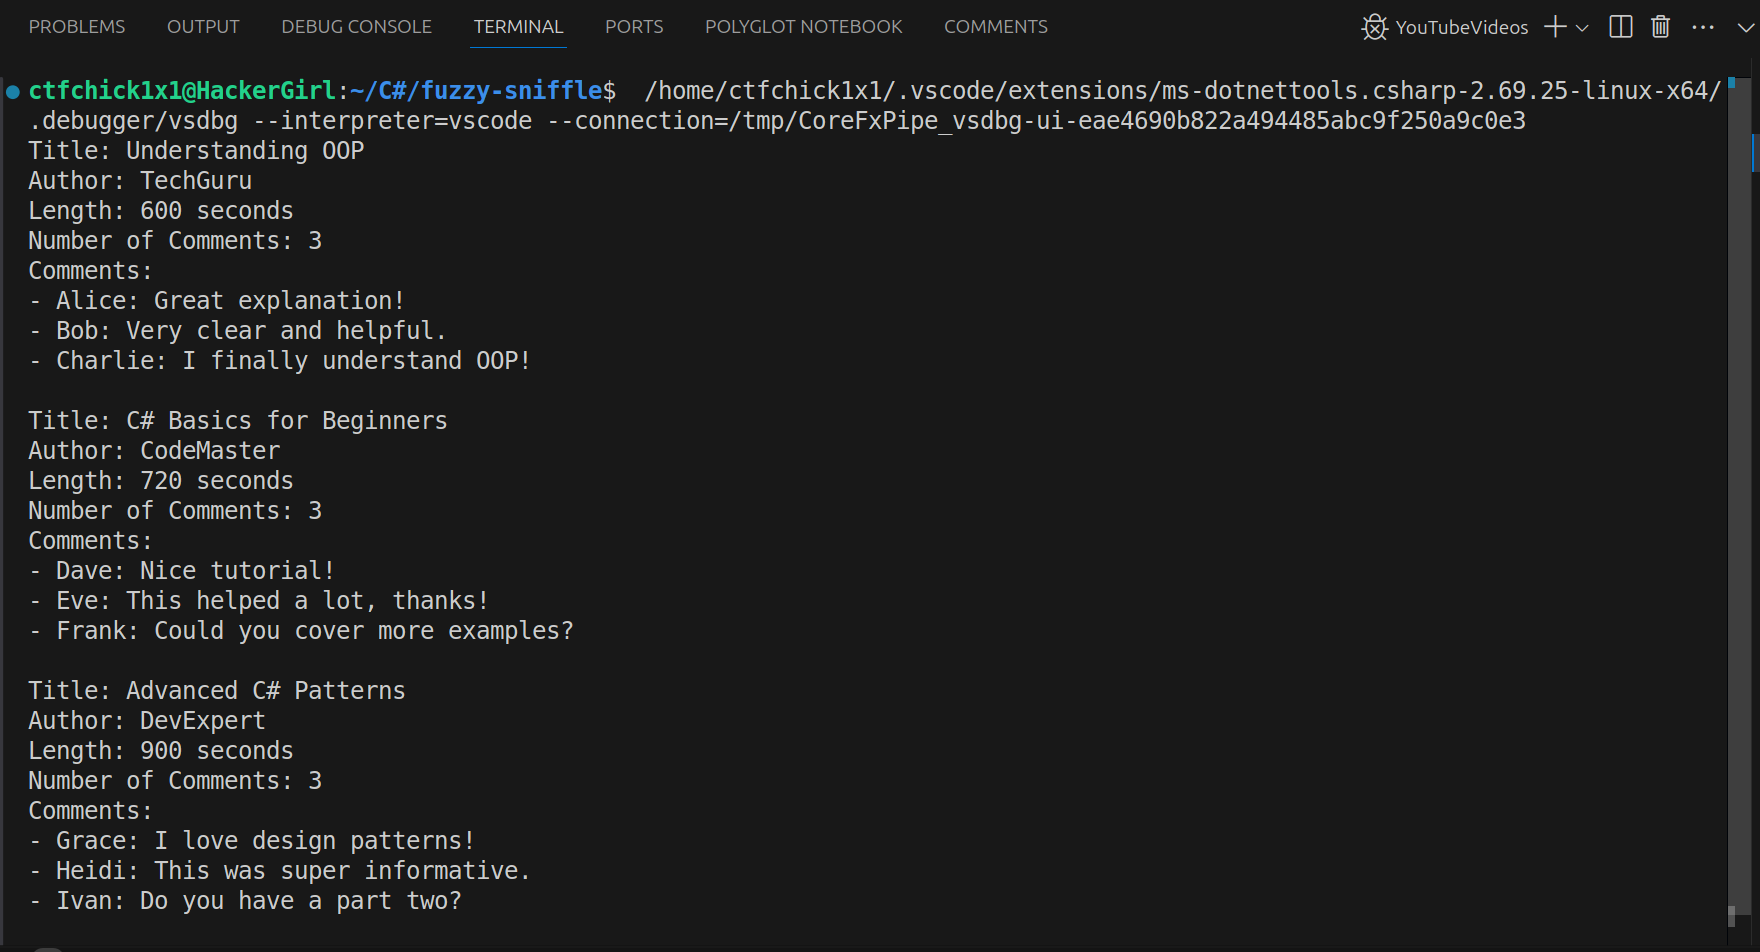 PROBLEMS OUTPUT DEBUG CONSOLE TERMINAL PORTS POLYGLOT NOTEBOOK COMMENTS YouTubeVideos
ctfchick1x1@HackerGirl:~/C#/fuzzy-sniffle$  /home/ctfchick1x1/.vscode/extensions/ms-dotnettools.csharp-2.69.25-linux-x64/
.debugger/vsdbg --interpreter=vscode --connection=/tmp/CoreFxPipe_vsdbg-ui-eae4690b822a494485abc9f250a9c0e3
Title: Understanding OOP
Author: TechGuru
Length: 600 seconds
Number of Comments: 3
Comments:
- Alice: Great explanation!
- Bob: Very clear and helpful.
- Charlie: I finally understand OOP!
Title: C# Basics for Beginners
Author: CodeMaster
Length: 720 seconds
Number of Comments: 3
Comments:
- Dave: Nice tutorial!
- Eve: This helped a lot, thanks!
- Frank: Could you cover more examples?
Title: Advanced C# Patterns
Author: DevExpert
Length: 900 seconds
Number of Comments: 3
Comments:
- Grace: I love design patterns!
- Heidi: This was super informative.
- Ivan: Do you have a part two?